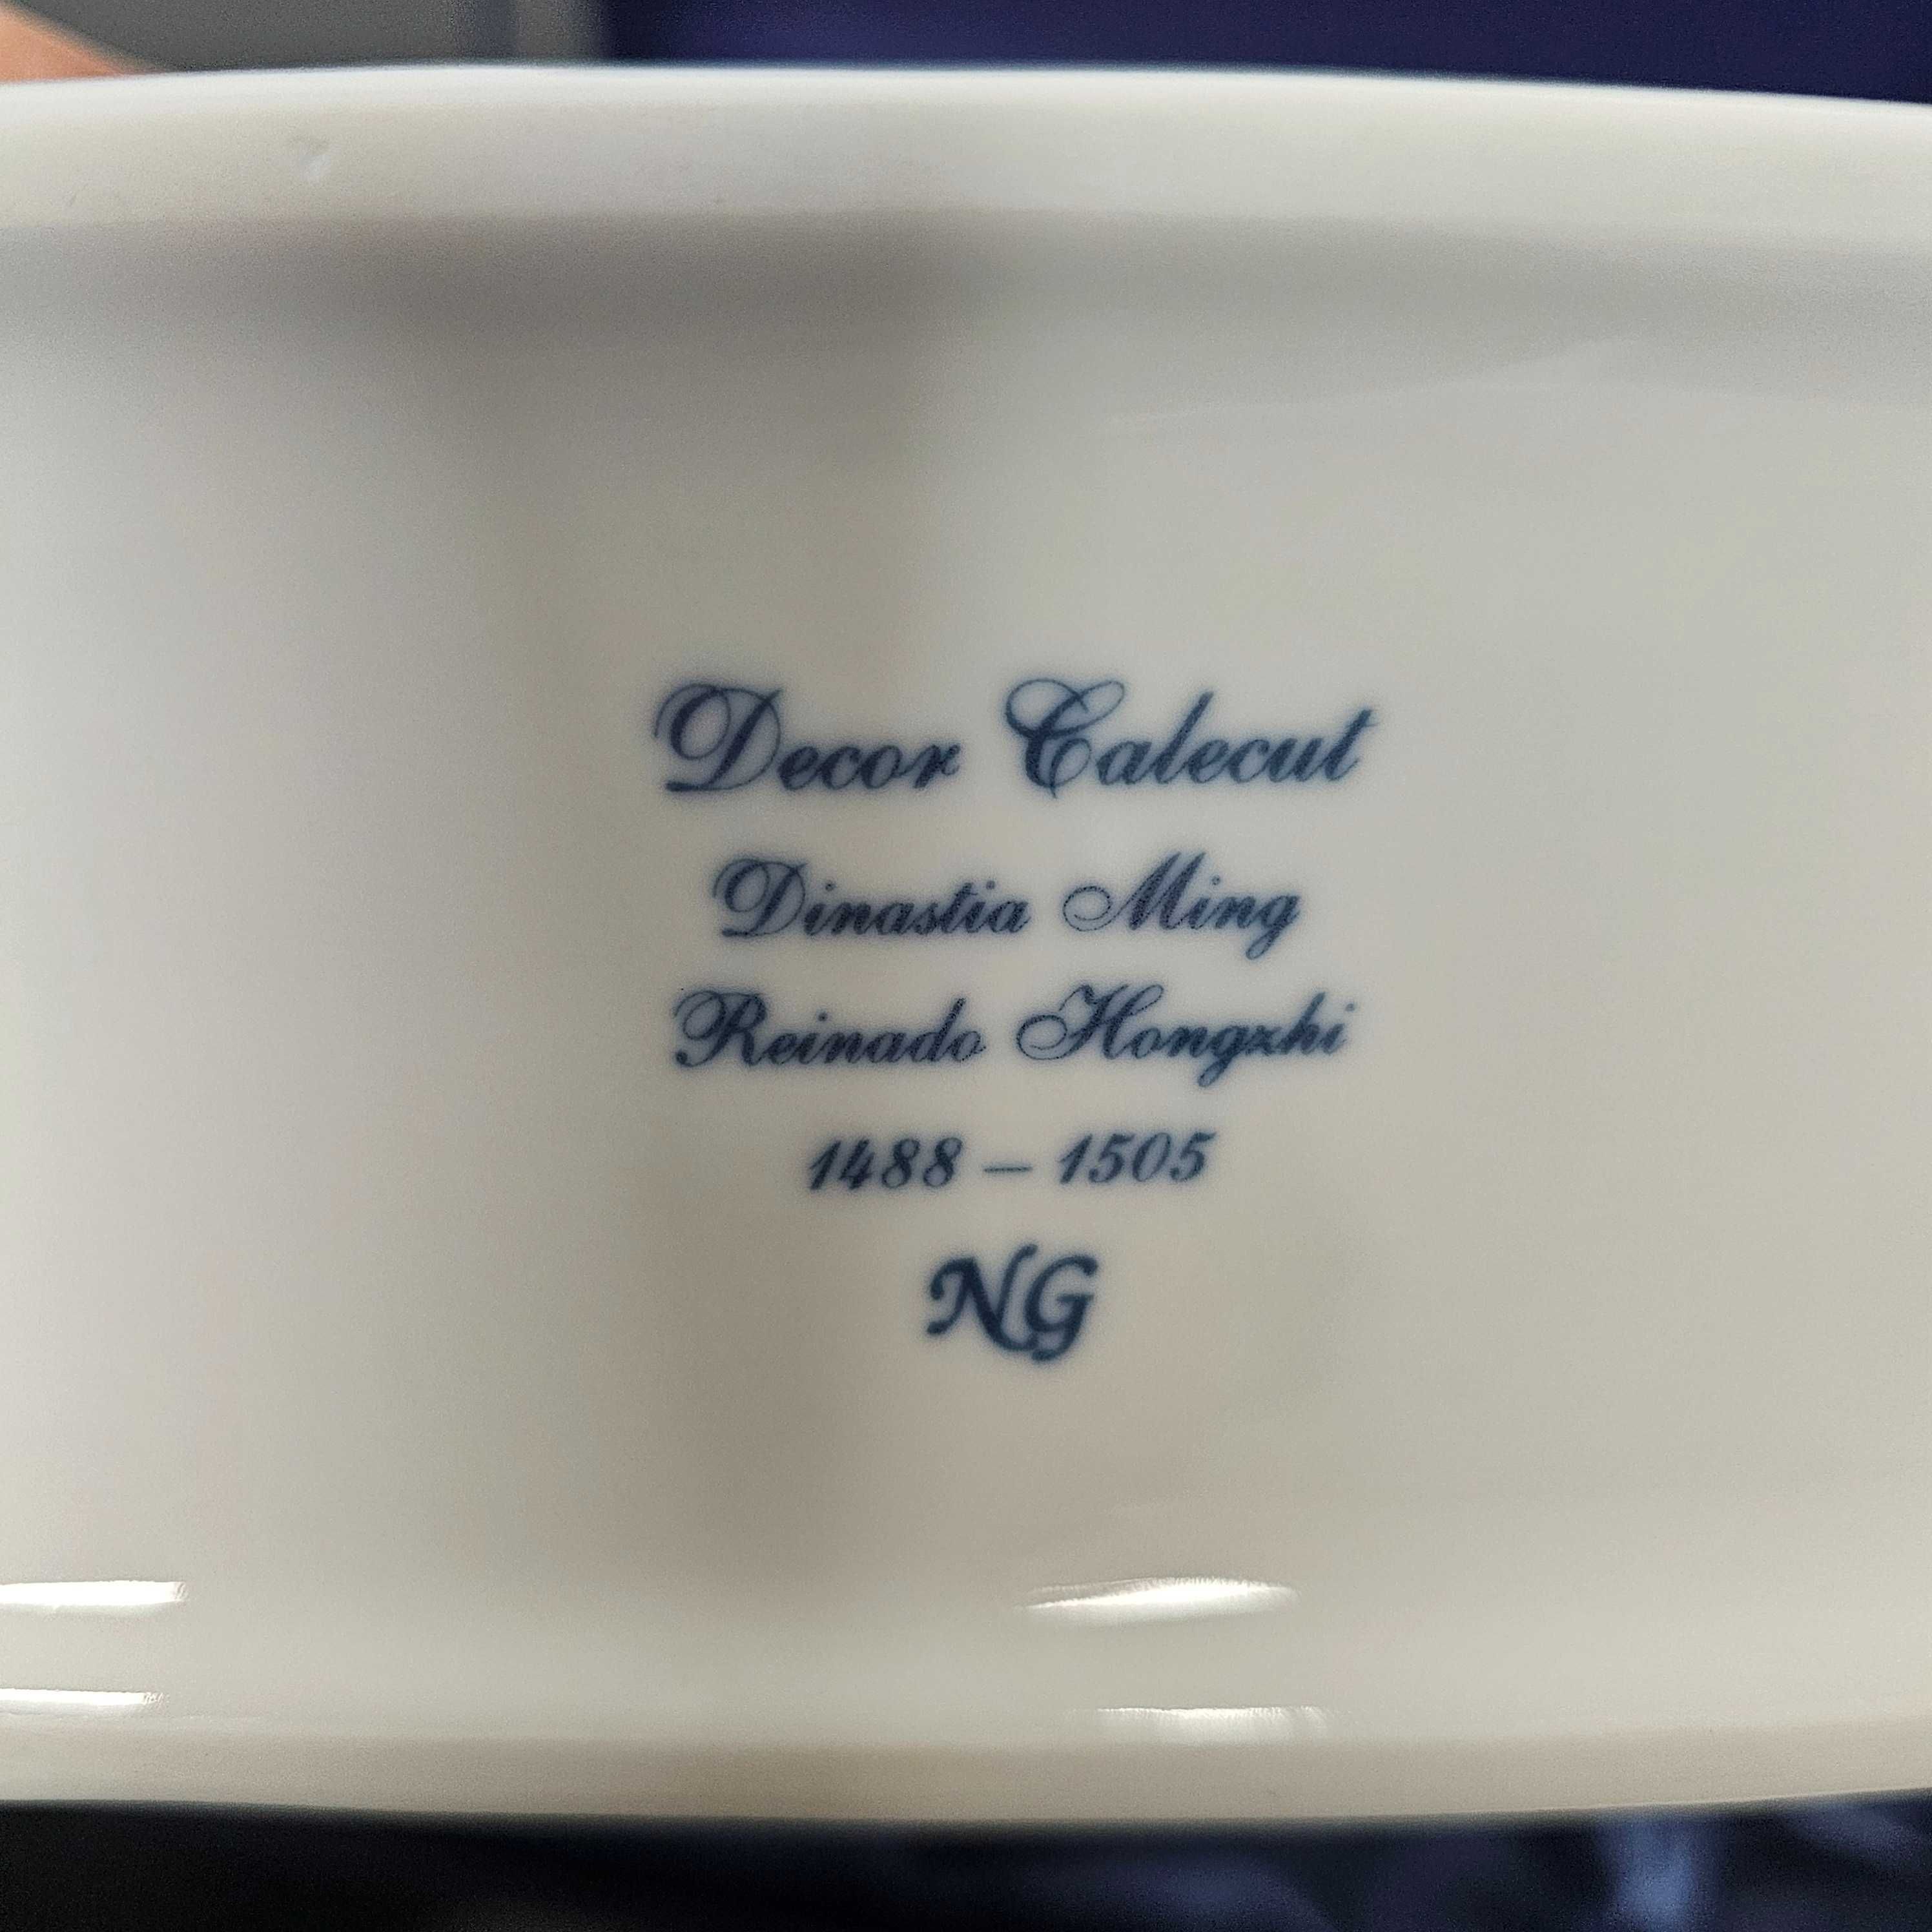 Decor Calecut
Dinastia Ming
Reinado Hongzhi
1488 – 1505
NG